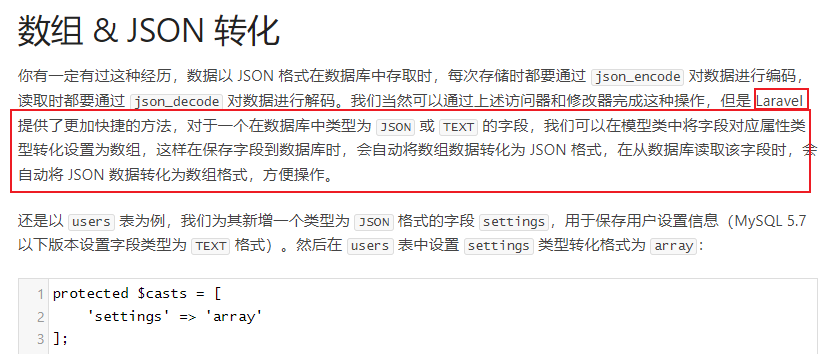 数组 & JSON 转化
你有一定有过这种经历，数据以 JSON 格式在数据库中存取时，每次存储时都要通过 json_encode 对数据进行编码，
读取时都要通过 json_decode 对数据进行解码。我们当然可以通过上述访问器和修改器完成这种操作，但是 Laravel
提供了更加快捷的方法，对于一个在数据库中类型为 JSON 或 TEXT 的字段，我们可以在模型类中将字段对应属性类
型转化设置为数组，这样在保存字段到数据库时，会自动将数组数据转化为 JSON 格式，在从数据库读取该字段时，会
自动将 JSON 数据转化为数组格式，方便操作。
还是以 users 表为例，我们为其新增一个类型为 JSON 格式的字段 settings，用于保存用户设置信息（MySQL 5.7
以下版本设置字段类型为 TEXT 格式）。然后在 users 表中设置 settings 类型转化格式为 array：
1 protected $casts = [
2 'settings' => 'array'
3 ];